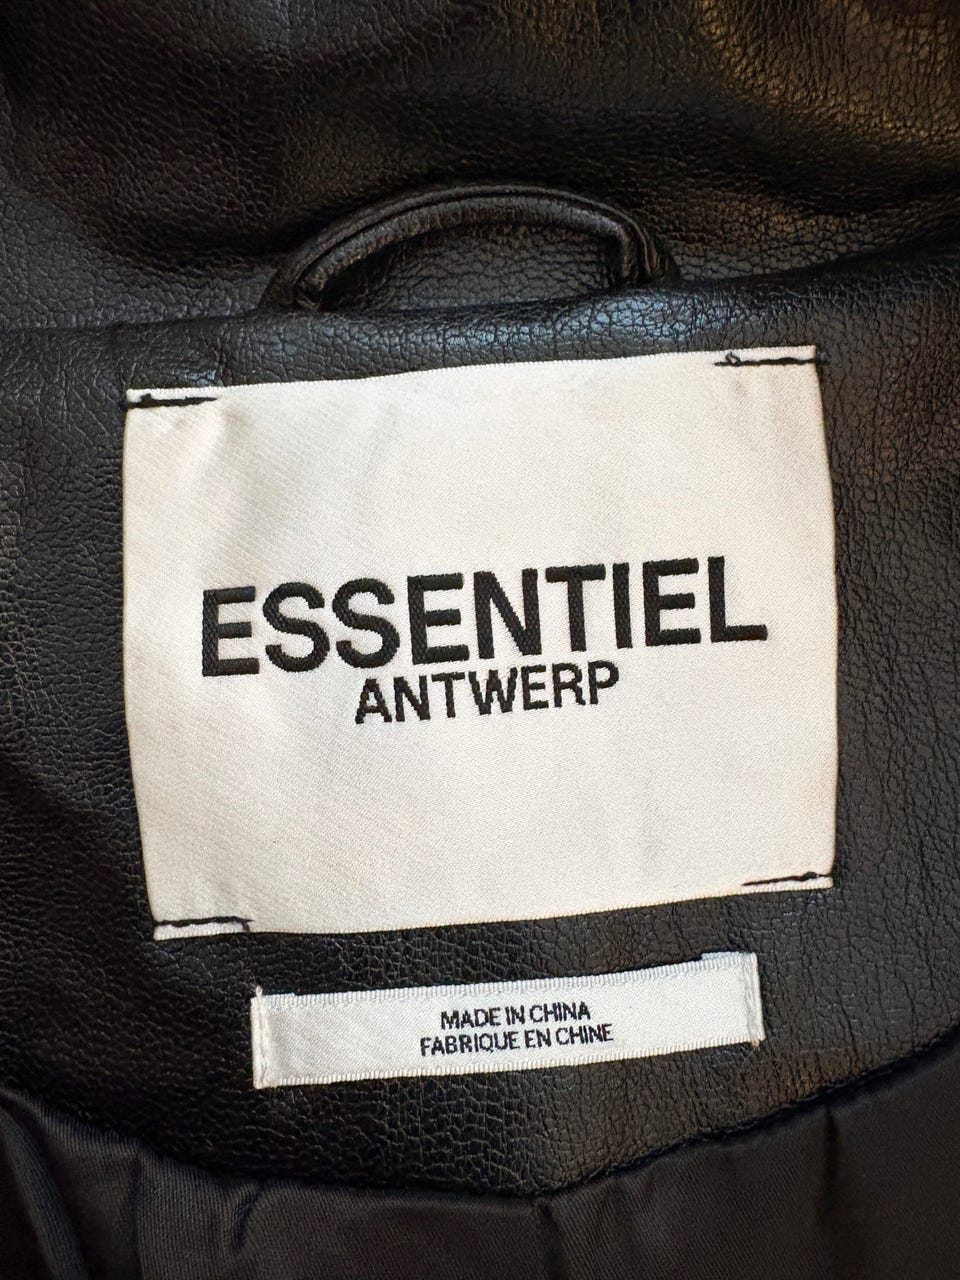 ESSENTIEL
ANTWERP
MADE IN CHINA
FABRIQUE EN CHINE